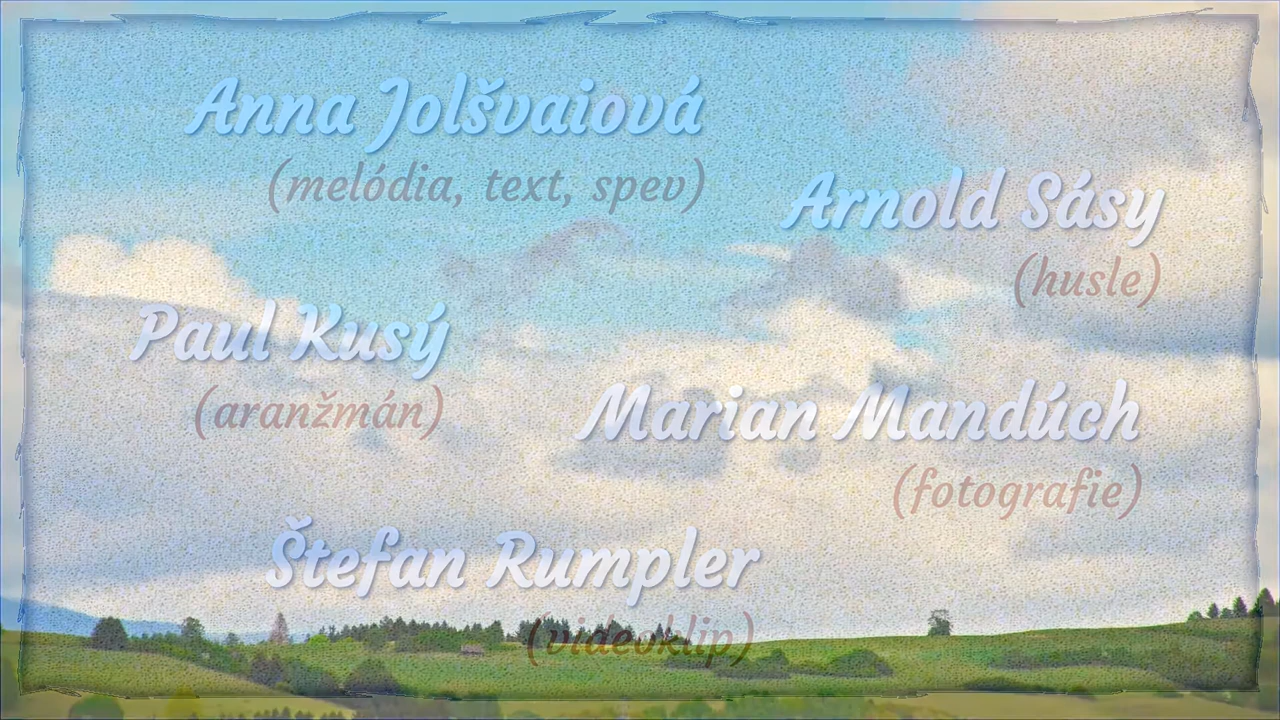 Anna Jolšvaiová
(melódia, text, spev)
Arnold Sásy
(husle)
Paul Kusý
(aranžmán)
Marian Mandúch
(fotografie)
Štefan Rumpler
(videoklip)